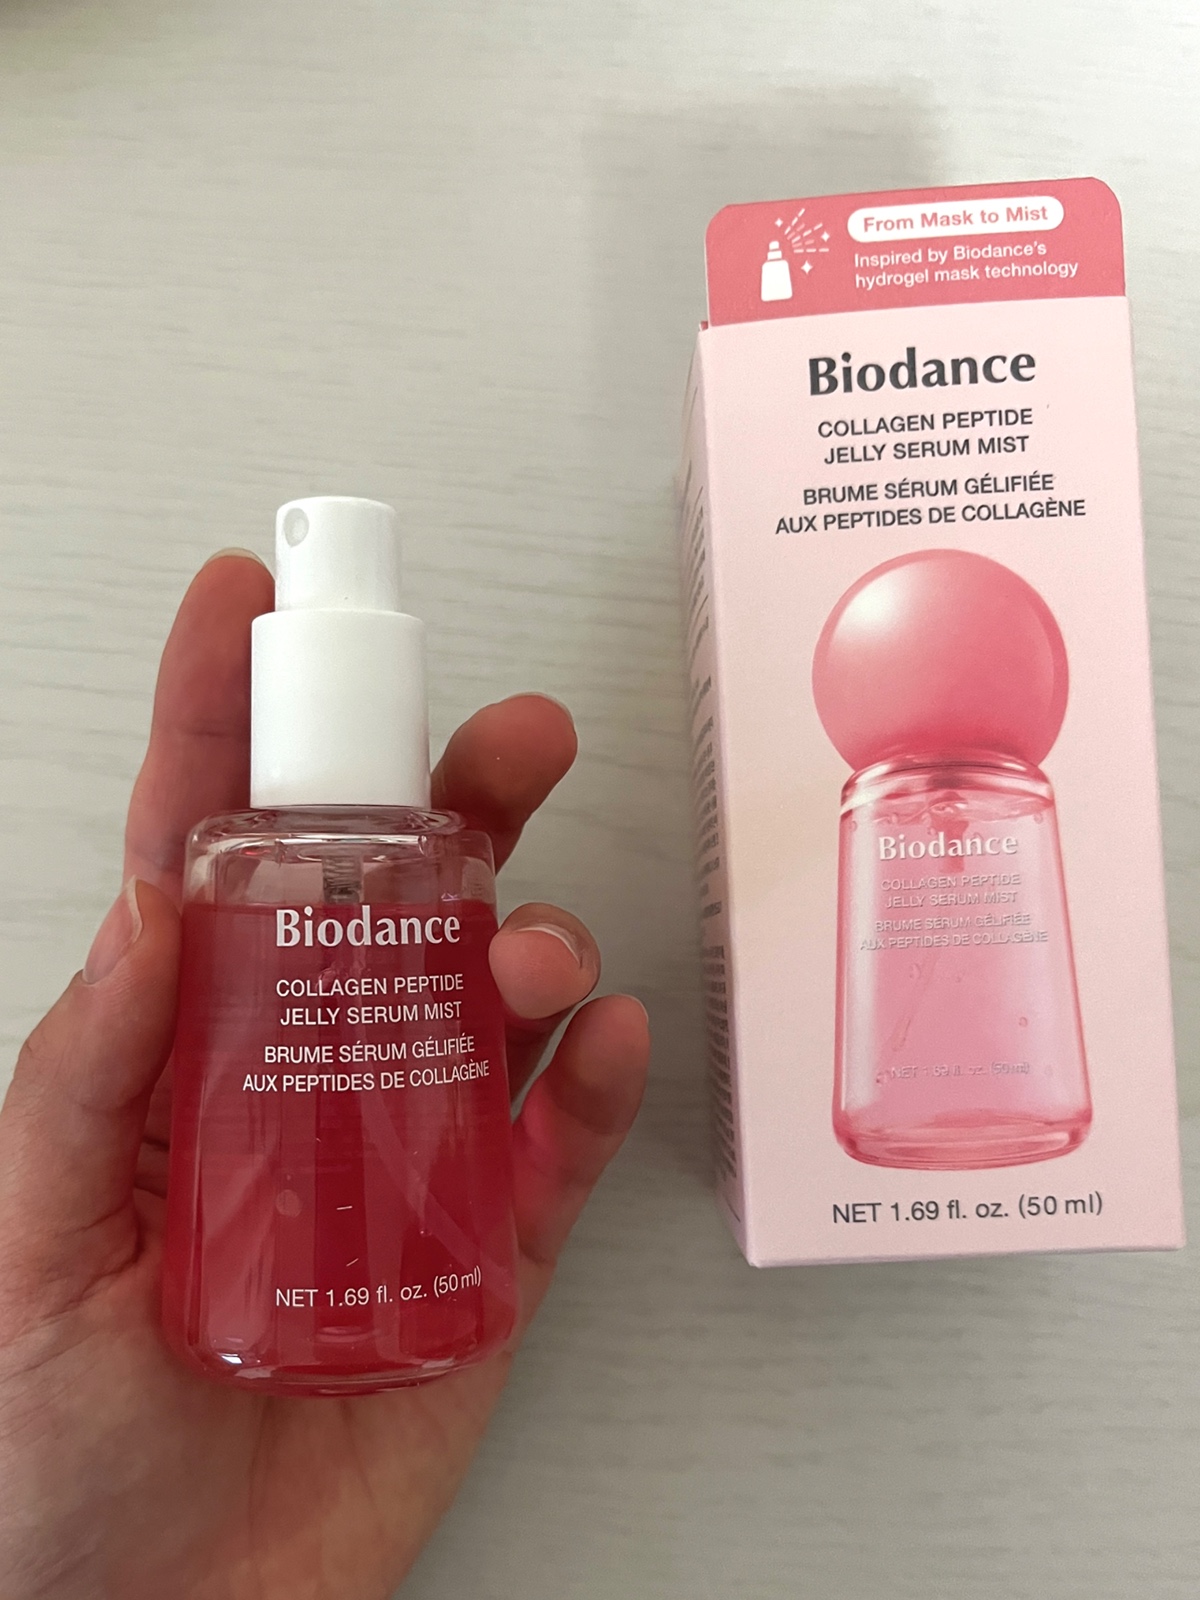 From Mask to Mist
Inspired by Biodance's
hydrogel mask technology
Biodance
COLLAGEN PEPTIDE
JELLY SERUM MIST
BRUME SÉRUM GÉLIFIÉE
AUX PEPTIDES DE COLLAGÈNE
Biodance
COLLAGEN PEPTIDE
JELLY SERUM MIST
BRUME SÉRUM GÉLIFIÉE
AUX PEPTIDES DE COLLAGÈNE
NET 1.69 fl. oz. (50 ml)
NET 1.69 fl. oz. (50 ml)
Biodance
COLLAGEN PEPTIDE
JELLY SERUM MIST
BRUME SÉRUM GÉLIFIÉE
AUX PEPTIDES DE COLLAGÈNE
NET 1.69 fl. oz. (50 ml)